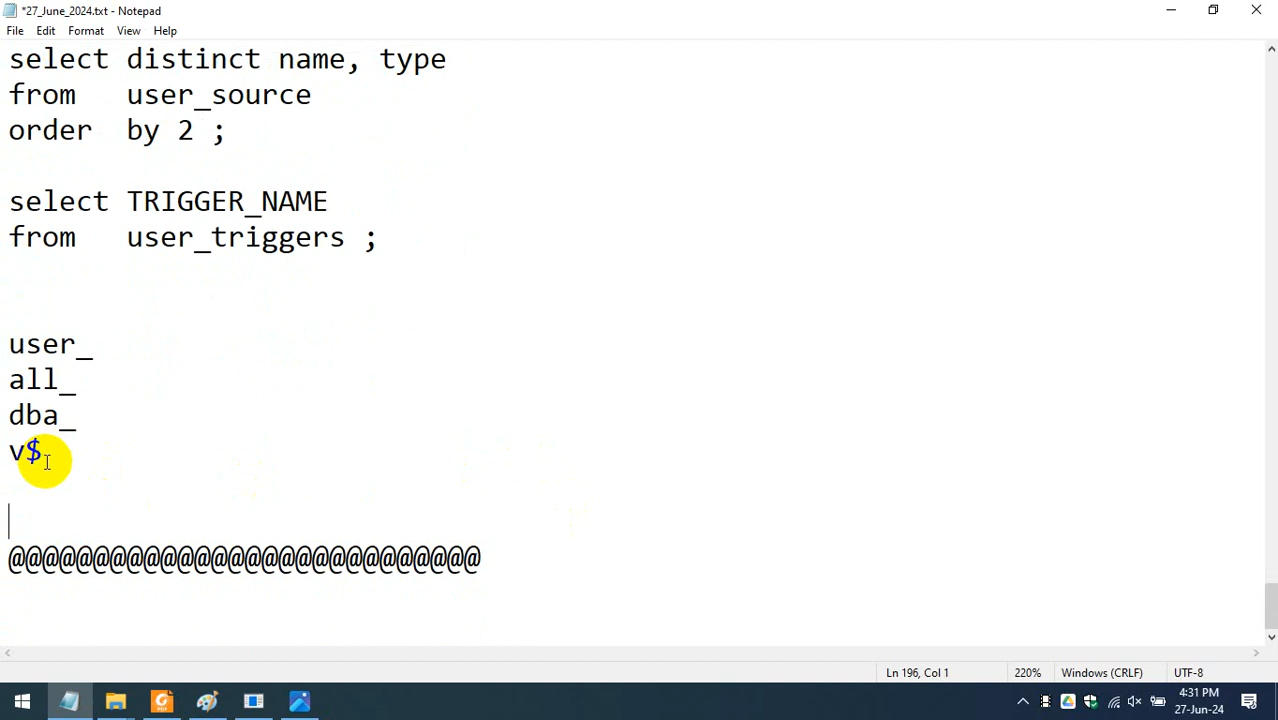 *27_June_2024.txt - Notepad
File Edit Format View Help
select distinct name, type
from user_source
order by 2 ;
select TRIGGER_NAME
from user_triggers ;
user_
all_
dba_
v$
@@@@@@@@@@@@@@@@@@@@@@@@@@@@
Ln 196, Col 1 220% Windows (CRLF) UTF-8
4:31 PM
27-Jun-24